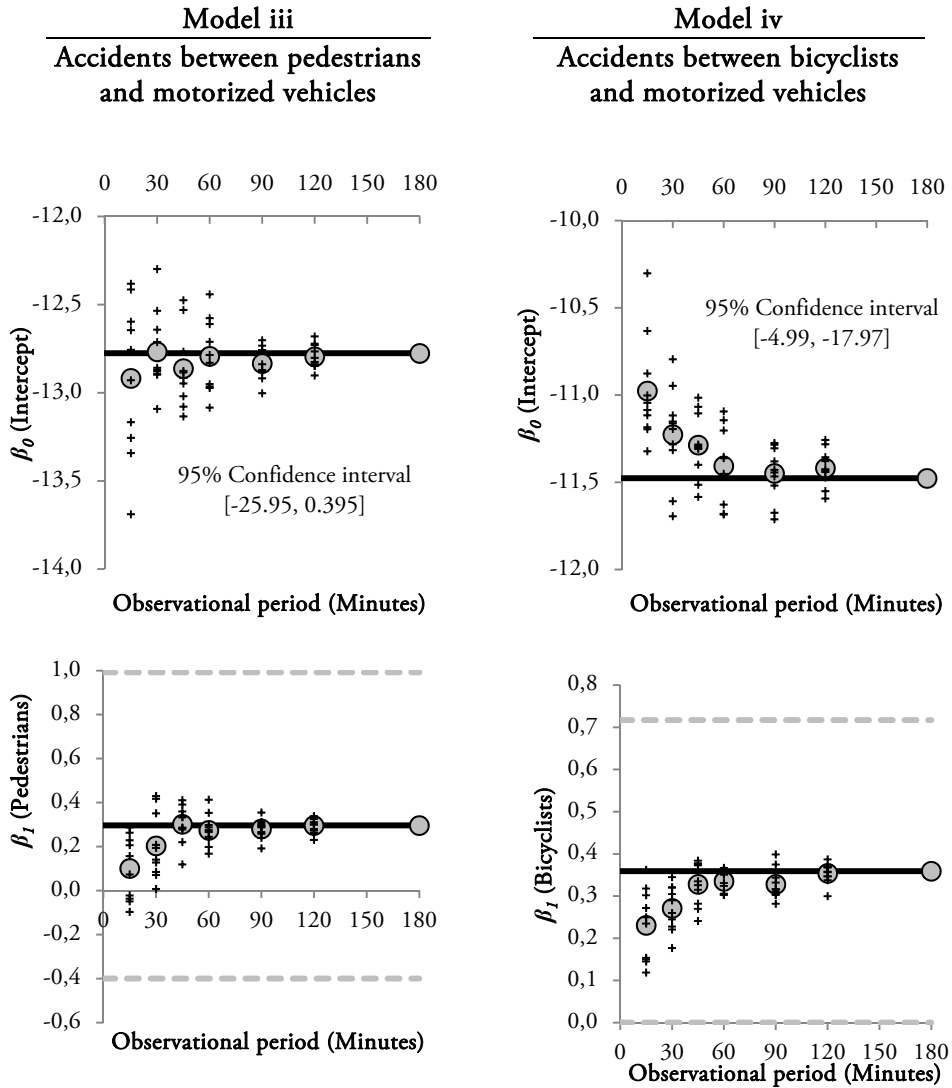 Model iii
Accidents between pedestrians
and motorized vehicles
0 30 60 90 120 150 180
-12,0
-12,5
-13,0
-13,5
-14,0
β0 (Intercept)
95% Confidence interval
[-25.95, 0.395]
Observational period (Minutes)
Model iv
Accidents between bicyclists
and motorized vehicles
0 30 60 90 120 150 180
-10,0
-10,5
-11,0
-11,5
-12,0
β0 (Intercept)
95% Confidence interval
[-4.99, -17.97]
Observational period (Minutes)
1,0
0,8
0,6
0,4
0,2
0,0
-0,2
-0,4
-0,6
β1 (Pedestrians)
0 30 60 90 120 150 180
Observational period (Minutes)
0,8
0,7
0,6
0,5
0,4
0,3
0,2
0,1
0,0
β1 (Bicyclists)
0 30 60 90 120 150 180
Observational period (Minutes)